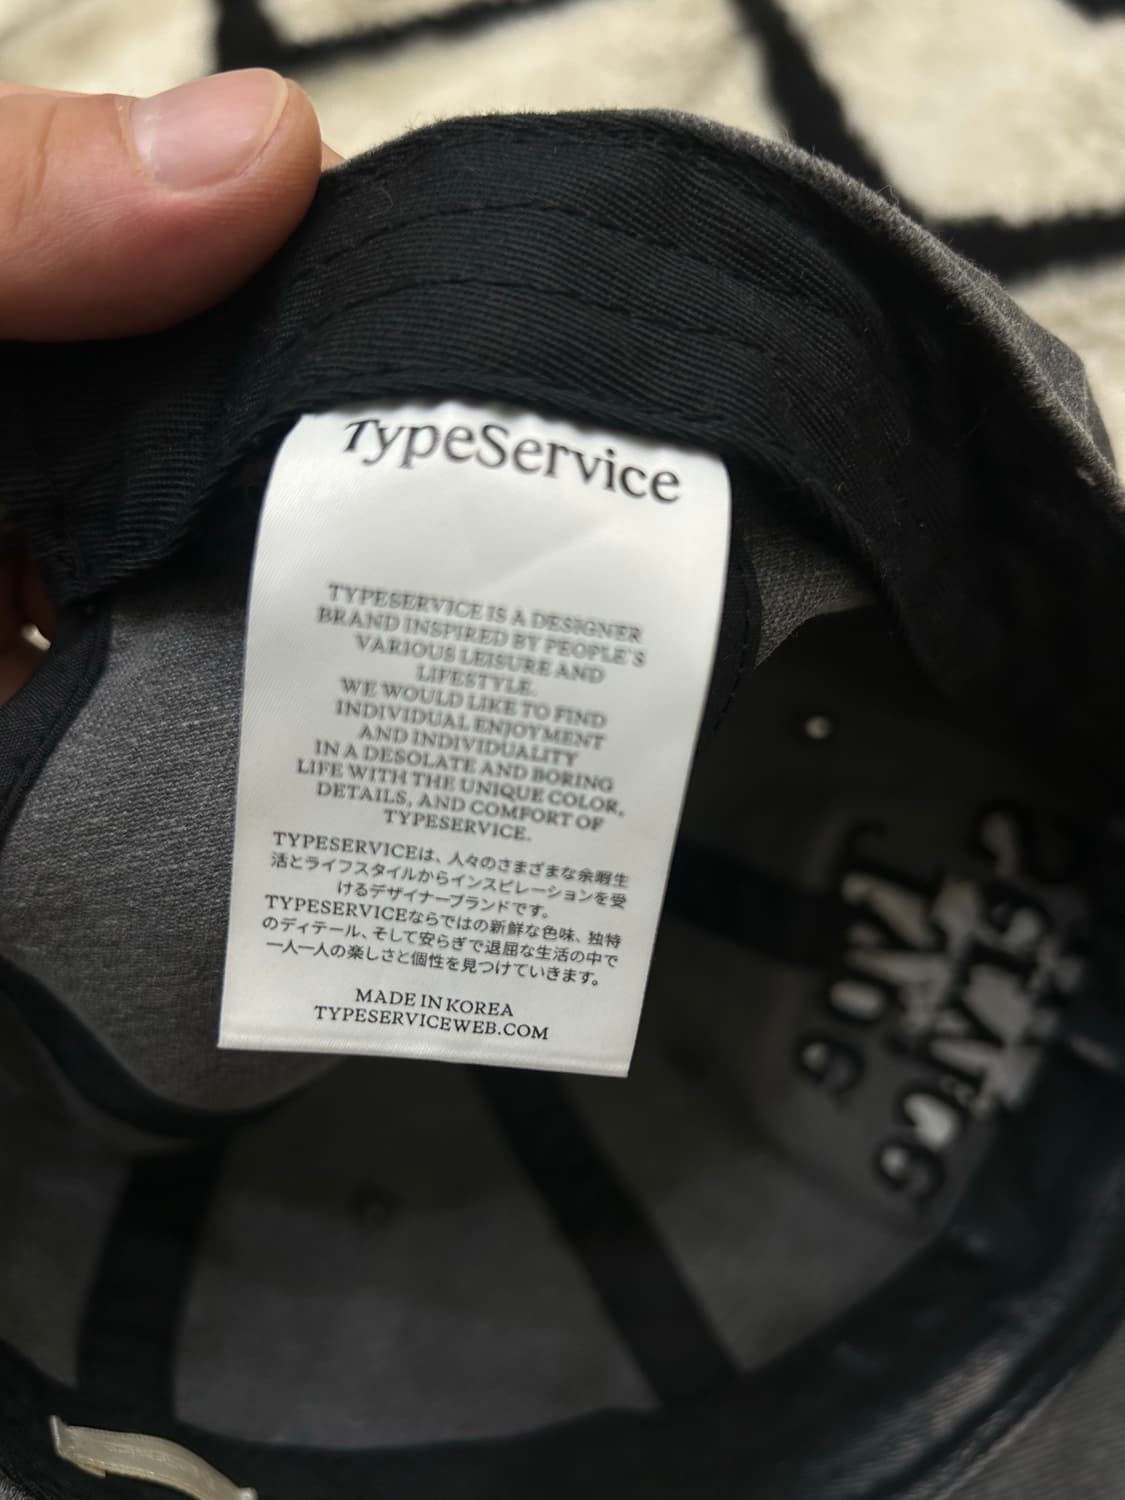 TypeService
TYPESERVICE IS A DESIGNER
BRAND INSPIRED BY PEOPLE'S
VARIOUS LEISURE AND
LIFESTYLE.
WE WOULD LIKE TO FIND
INDIVIDUAL ENJOYMENT
AND INDIVIDUALITY
IN A DESOLATE AND BORING
LIFE WITH THE UNIQUE COLOR,
DETAILS, AND COMFORT OF
TYPESERVICE.
TYPESERVICEは、人々のさまざまな余暇生
活とライフスタイルからインスピレーションを受
けるデザイナーブランドです。
TYPESERVICEならではの新鮮な色味、独特
のディテール、そして安らぎで退屈な生活の中で
一人一人の楽しさと個性を見つけていきます。
MADE IN KOREA
TYPESERVICEWEB.COM